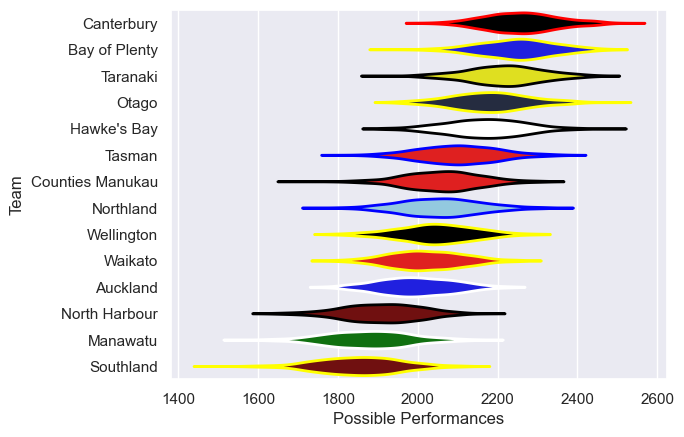 Canterbury
Bay of Plenty
Taranaki
Otago
Hawke's Bay
Tasman
Counties Manukau
Northland
Wellington
Waikato
Auckland
North Harbour
Manawatu
Southland
Team
1400 1600 1800 2000 2200 2400 2600
Possible Performances